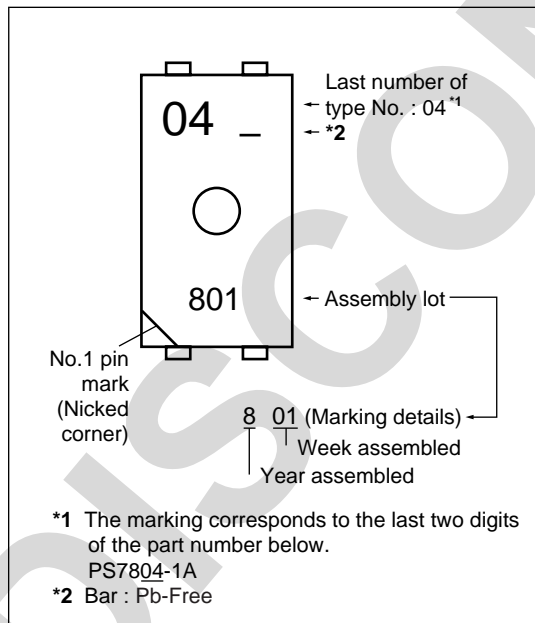 Last number of
type No. : 04 *1
*2
04 _
801
Assembly lot
No.1 pin
mark
(Nicked
corner)
8 01 (Marking details)
Week assembled
Year assembled
*1 The marking corresponds to the last two digits
of the part number below.
PS7804-1A
*2 Bar : Pb-Free
DISCON